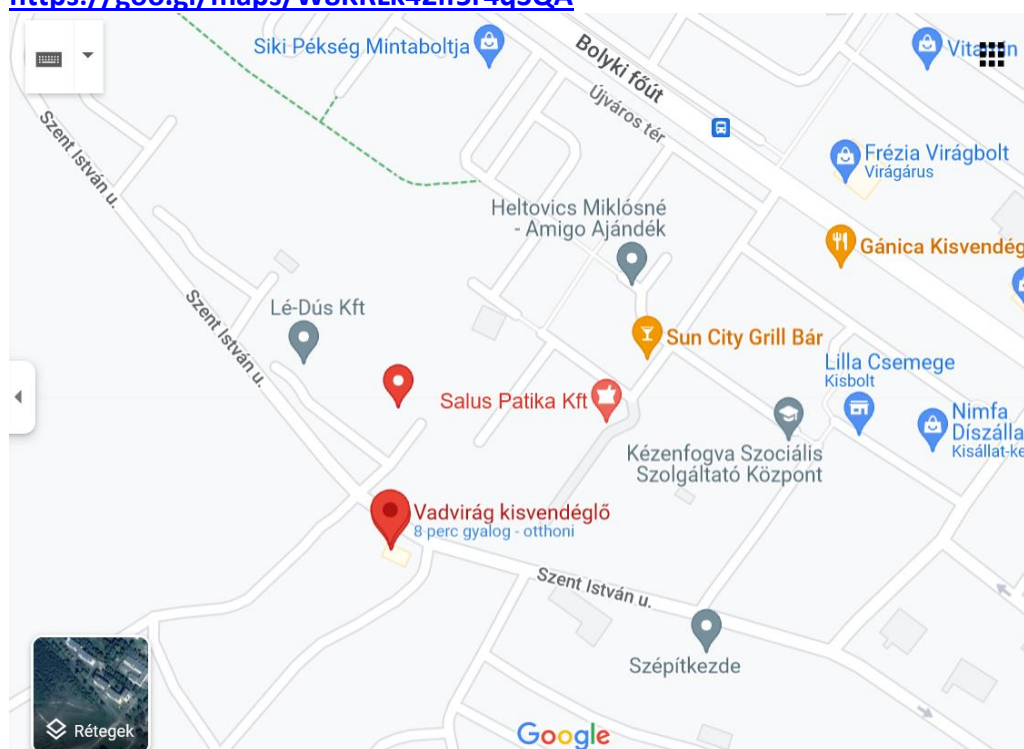 Siki Pékség Mintaboltja
Bolyki főút
Újváros tér
Szent István u.
Frézia Virágbolt
Virágárus
Heltovics Miklósné
- Amigo Ajándék
Gánica Kisvendég
Lé-Dús Kft
Szent István u.
Sun City Grill Bár
Lilla Csemege
Kisbolt
Salus Patika Kft
Nimfa
Díszálla
Kisállat-ke
Kézenfogva Szociális
Szolgáltató Központ
Vadvirág kisvendéglő
8 perc gyalog - otthoni
Szent István u.
Szépítkezde
Rétegek
Google